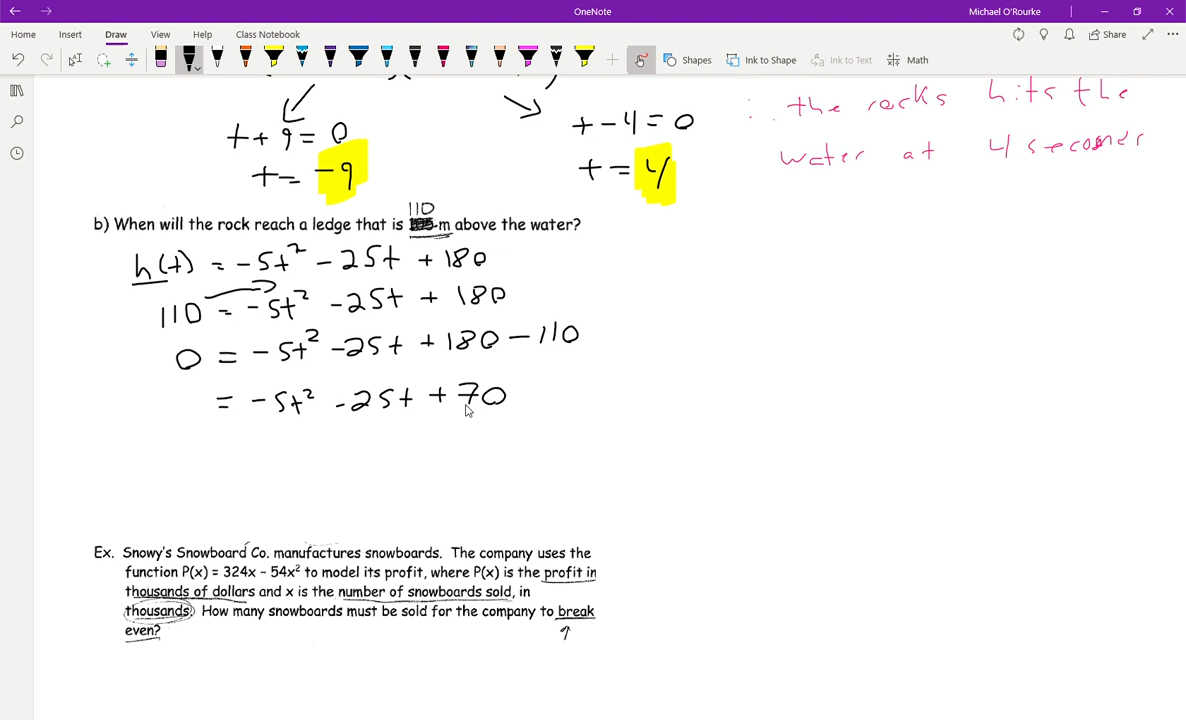 OneNote
Michael O'Rourke
Home Insert Draw View Help Class Notebook
Share
Shapes Ink to Shape Ink to Text Math
t + 9 = 0
t = -9
t - 4 = 0
t = 4
∴ the rocks hits the
water at 4 seconds
110
b) When will the rock reach a ledge that is m above the water?
h(t) = -5t² - 25t + 180
110 = -5t² - 25t + 180
0 = -5t² - 25t + 180 - 110
= -5t² - 25t + 70
Ex. Snowy's Snowboard Co. manufactures snowboards. The company uses the
function P(x) = 324x – 54x² to model its profit, where P(x) is the profit in
thousands of dollars and x is the number of snowboards sold, in
thousands. How many snowboards must be sold for the company to break
even?